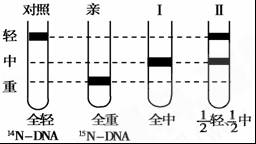 对照 亲 Ⅰ Ⅱ
轻
中
重
全轻 全重 全中 1/2轻、1/2中
¹⁴N-DNA ¹⁵N-DNA